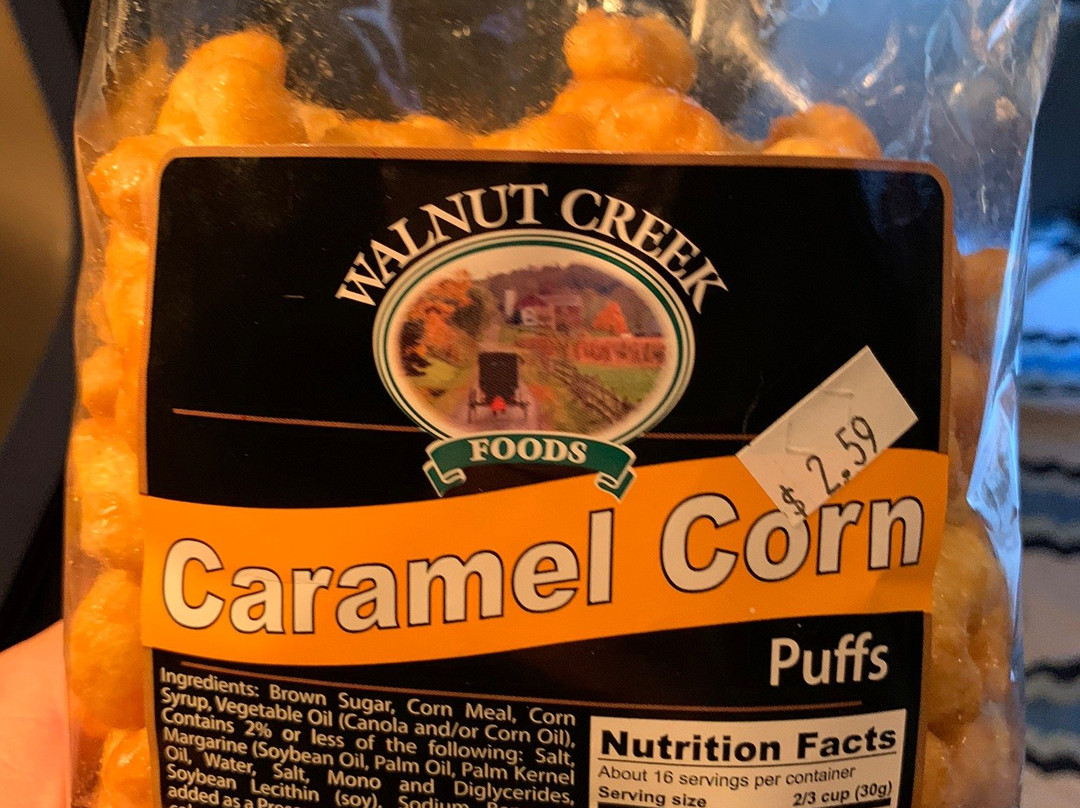 WALNUT CREEK
FOODS
$ 2.59
Caramel Corn
Puffs
Ingredients: Brown Sugar, Corn Meal, Corn
Syrup, Vegetable Oil (Canola and/or Corn Oil),
Contains 2% or less of the following: Salt,
Margarine (Soybean Oil, Palm Oil, Palm Kernel
Oil, Water, Salt, Mono and Diglycerides,
Soybean Lecithin (soy), Sodium
added as a
Nutrition Facts
About 16 servings per container
Serving size 2/3 cup (30g)